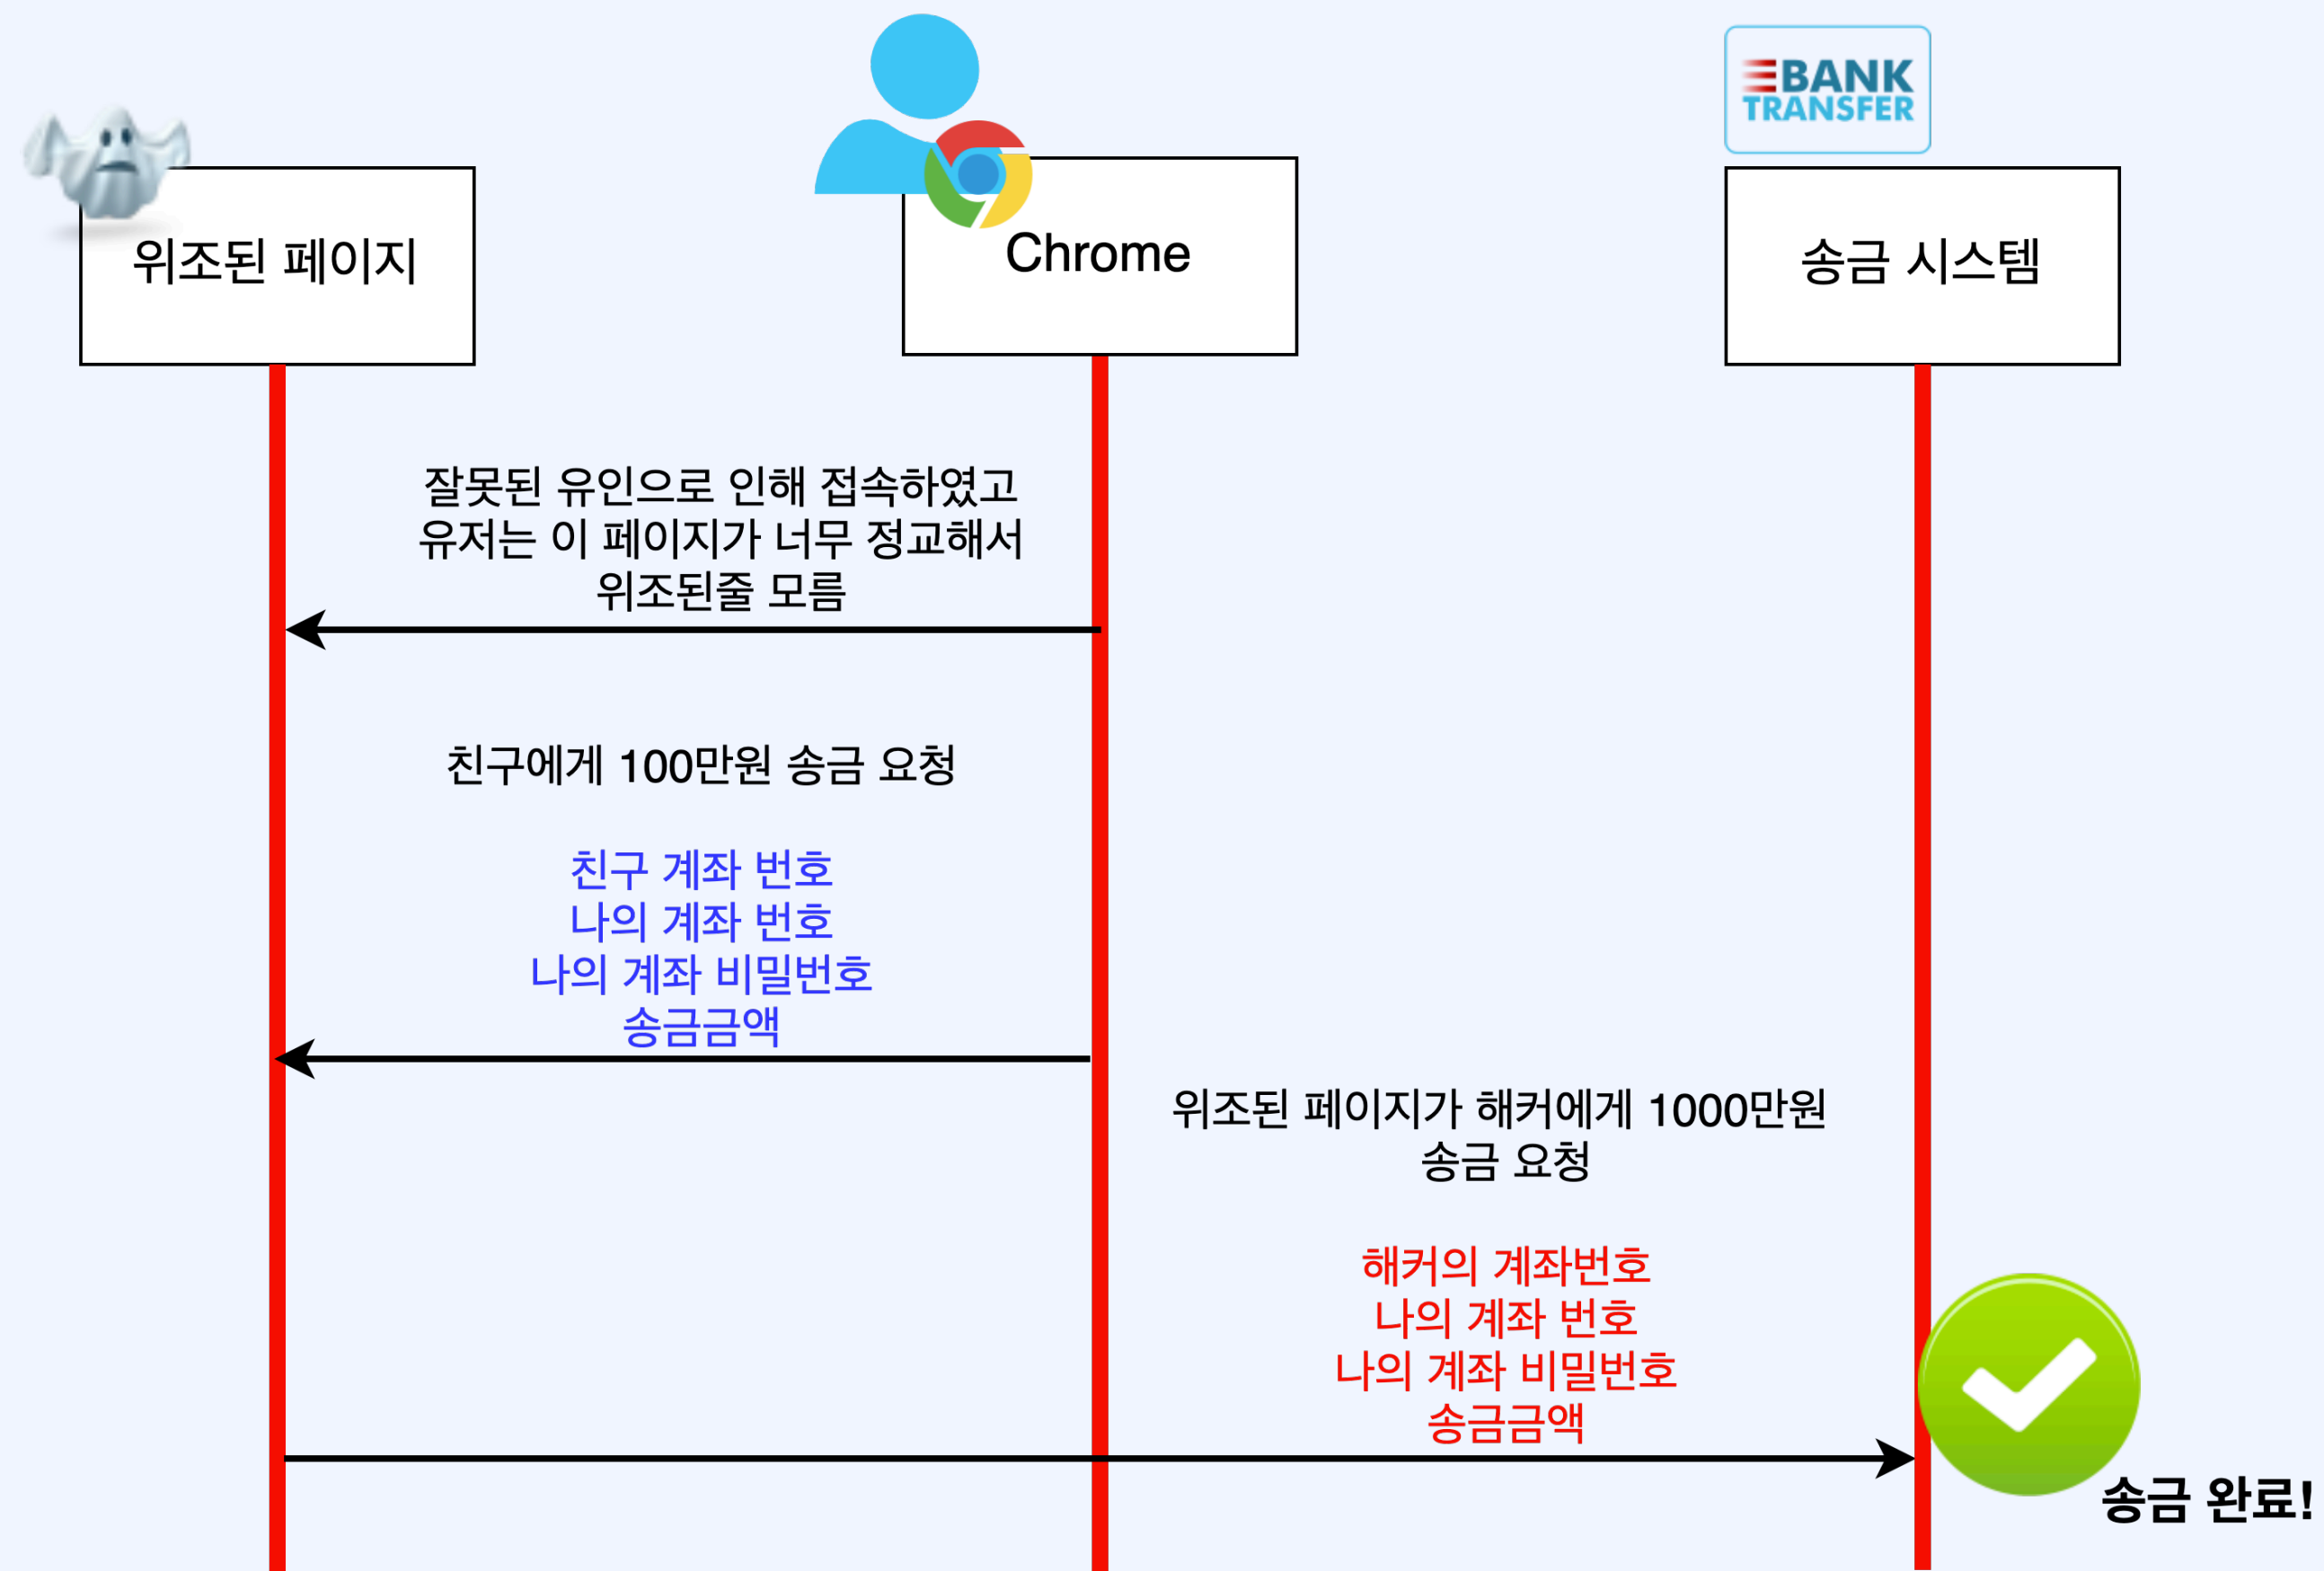 BANK
TRANSFER
위조된 페이지
Chrome
송금 시스템
잘못된 유인으로 인해 접속하였고
유저는 이 페이지가 너무 정교해서
위조된줄 모름
친구에게 100만원 송금 요청
친구 계좌 번호
나의 계좌 번호
나의 계좌 비밀번호
송금금액
위조된 페이지가 해커에게 1000만원
송금 요청
해커의 계좌번호
나의 계좌 번호
나의 계좌 비밀번호
송금금액
송금 완료!